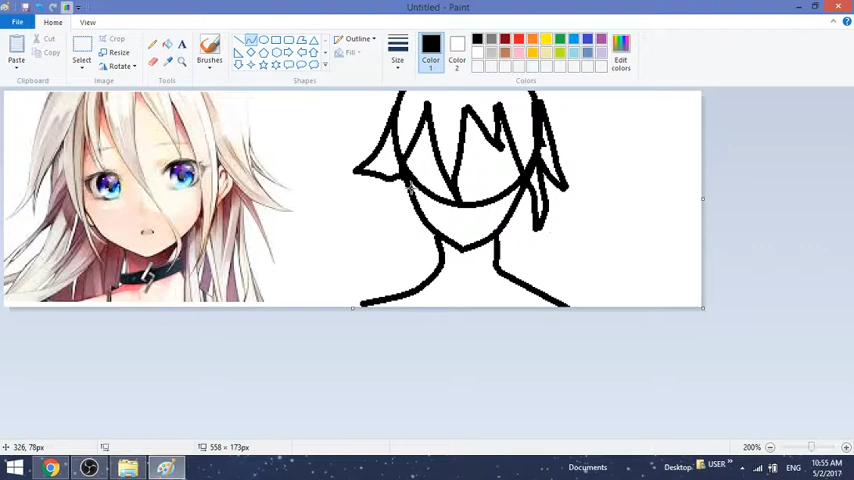 Untitled - Paint
File
Home
View
Paste
Cut
Copy
Clipboard
Select
Crop
Resize
Rotate
Image
A
Tools
Brushes
Outline
Fill
Shapes
Size
Color 1
Color 2
Edit colors
Colors
326, 78px
558 × 173px
200%
Documents
Desktop
USER
ENG
10:55 AM
5/2/2017